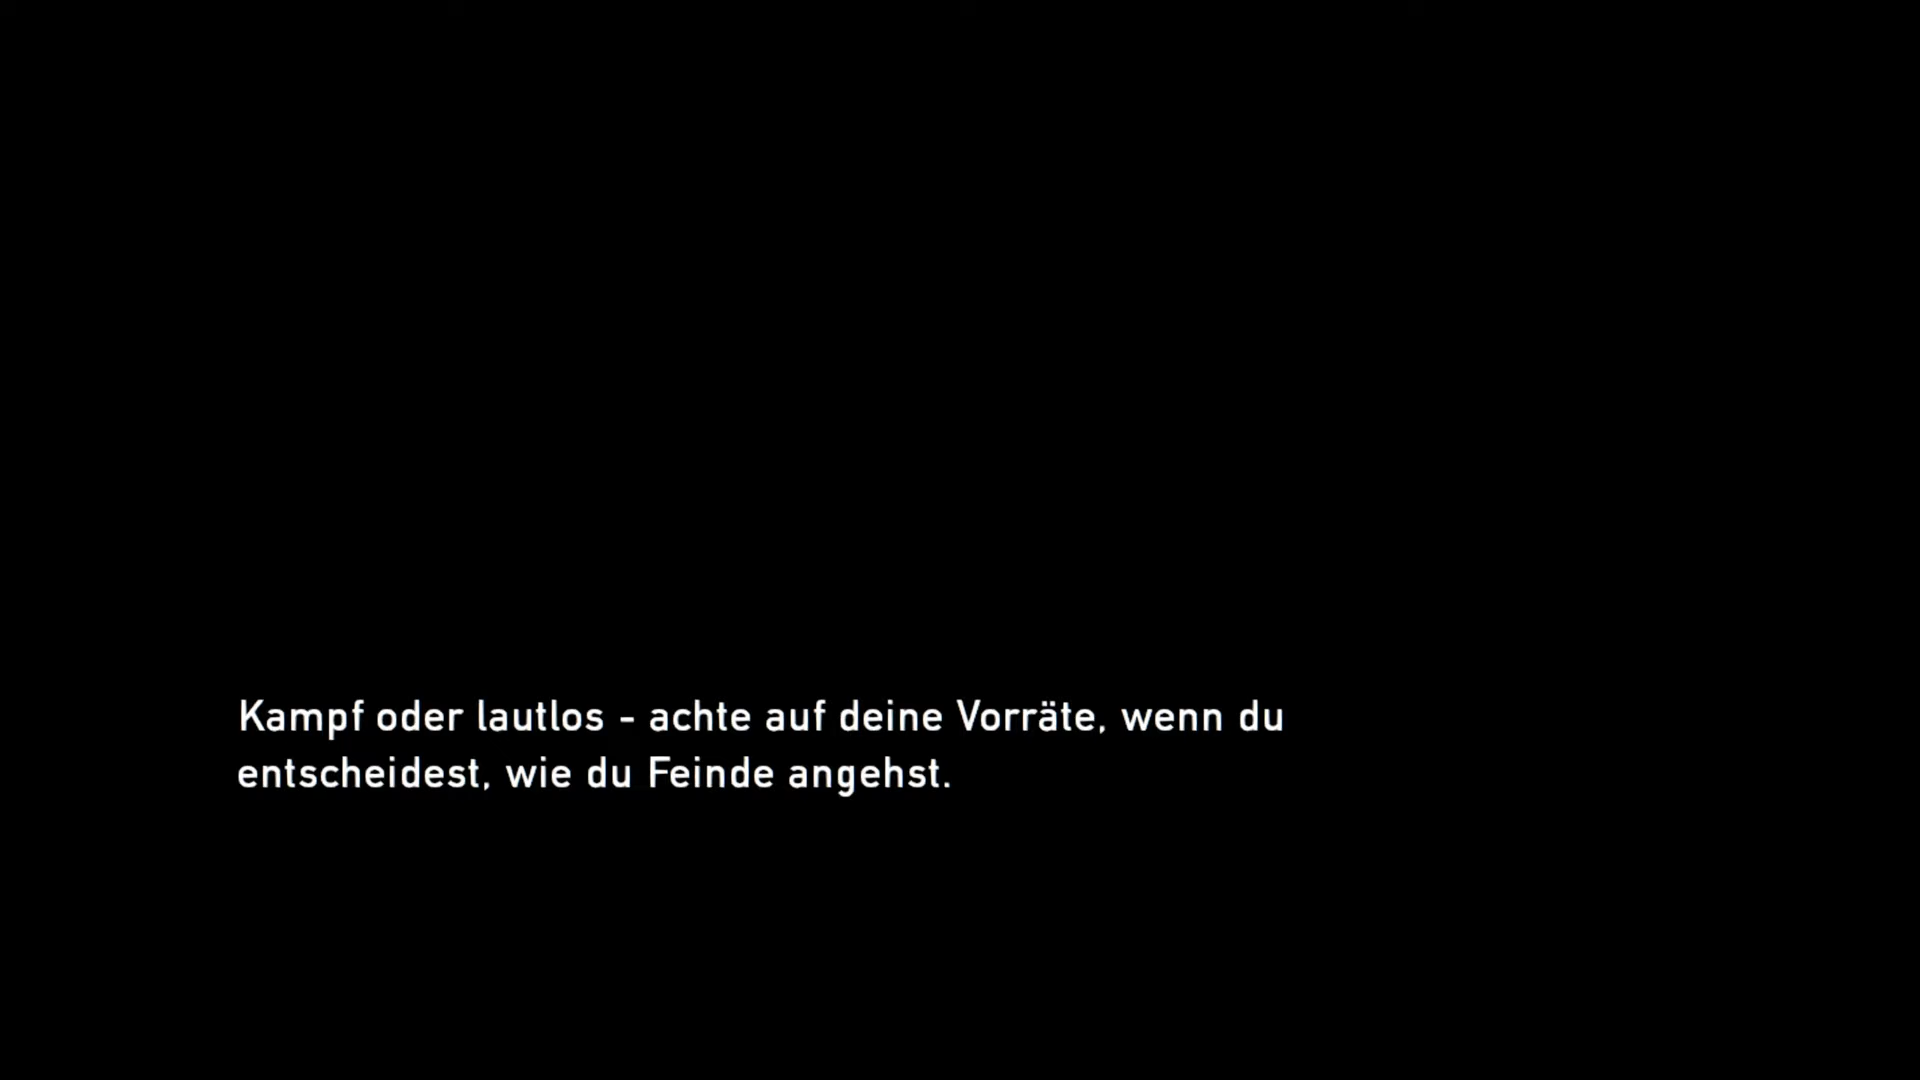 Kampf oder lautlos - achte auf deine Vorräte, wenn du
entscheidest, wie du Feinde angehst.